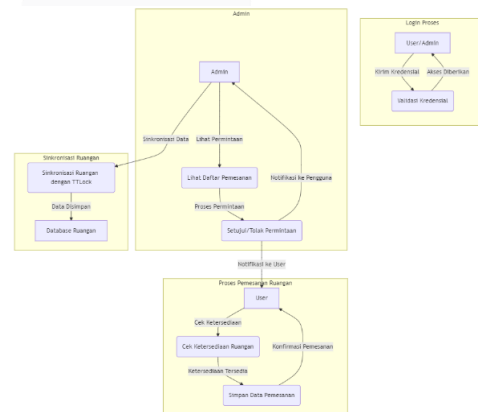 Admin
Login Proses
User/Admin
Kirim Kredensial
Akses Diberikan
Validasi Kredensial
Admin
Sinkronisasi Data
Lihat Permintaan
Sinkronisasi Ruangan
Sinkronisasi Ruangan
dengan TTLock
Lihat Daftar Pemesanan
Notifikasi ke Pengguna
Data Disimpan
Proses Permintaan
Database Ruangan
Setujui/Tolak Permintaan
Notifikasi ke User
Proses Pemesanan Ruangan
User
Cek Ketersediaan
Cek Ketersediaan Ruangan
Konfirmasi Pemesanan
Ketersediaan Tersedia
Simpan Data Pemesanan